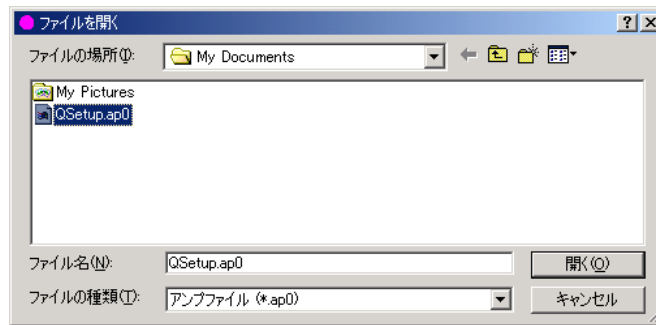 ファイルを開く
ファイルの場所(I): My Documents
My Pictures
QSetup.ap0
ファイル名(N): QSetup.ap0 開く(O)
ファイルの種類(T): アンプファイル (*.ap0) キャンセル